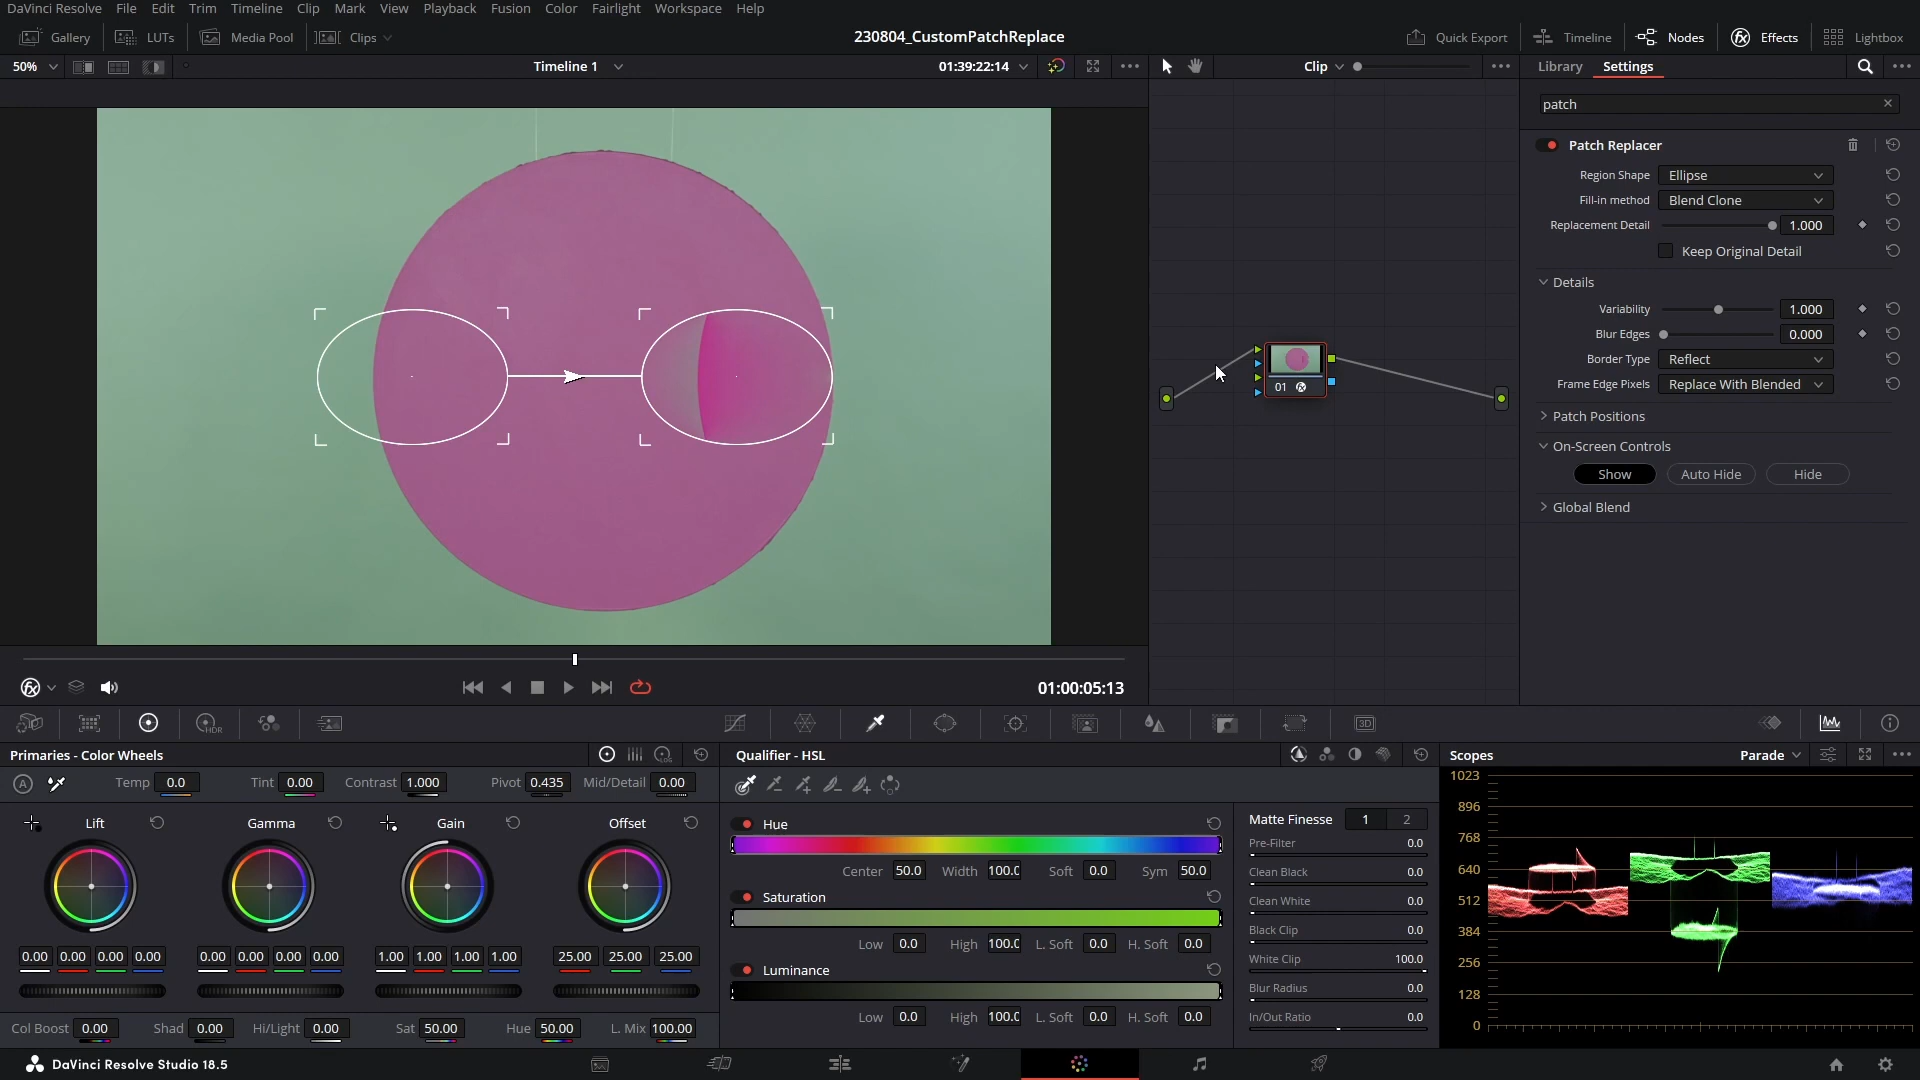 DaVinci Resolve File Edit Trim Timeline Clip Mark View Playback Fusion Color Fairlight Workspace Help
Gallery LUTs Media Pool Clips 230804_CustomPatchReplace Quick Export Timeline Nodes Effects Lightbox
50% Timeline 1 01:39:22:14 Clip Library Settings
patch
Patch Replacer
Region Shape Ellipse
Fill-in method Blend Clone
Replacement Detail 1.000
Keep Original Detail
Details
Variability 1.000
Blur Edges 0.000
Border Type Reflect
Frame Edge Pixels Replace With Blended
01
Patch Positions
On-Screen Controls
Show Auto Hide Hide
Global Blend
01:00:05:13
HDR
3D
Primaries - Color Wheels LOG Qualifier - HSL Scopes Parade
A Temp 0.0 Tint 0.00 Contrast 1.000 Pivot 0.435 Mid/Detail 0.00
Lift Gamma Gain Offset
0.00 0.00 0.00 0.00 0.00 0.00 0.00 0.00 1.00 1.00 1.00 1.00 25.00 25.00 25.00
Col Boost 0.00 Shad 0.00 Hi/Light 0.00 Sat 50.00 Hue 50.00 L. Mix 100.00
Hue
Center 50.0 Width 100.0 Soft 0.0 Sym 50.0
Saturation
Low 0.0 High 100.0 L. Soft 0.0 H. Soft 0.0
Luminance
Low 0.0 High 100.0 L. Soft 0.0 H. Soft 0.0
Matte Finesse 1 2
Pre-Filter 0.0
Clean Black 0.0
Clean White 0.0
Black Clip 0.0
White Clip 100.0
Blur Radius 0.0
In/Out Ratio 0.0
1023
896
768
640
512
384
256
128
0
DaVinci Resolve Studio 18.5